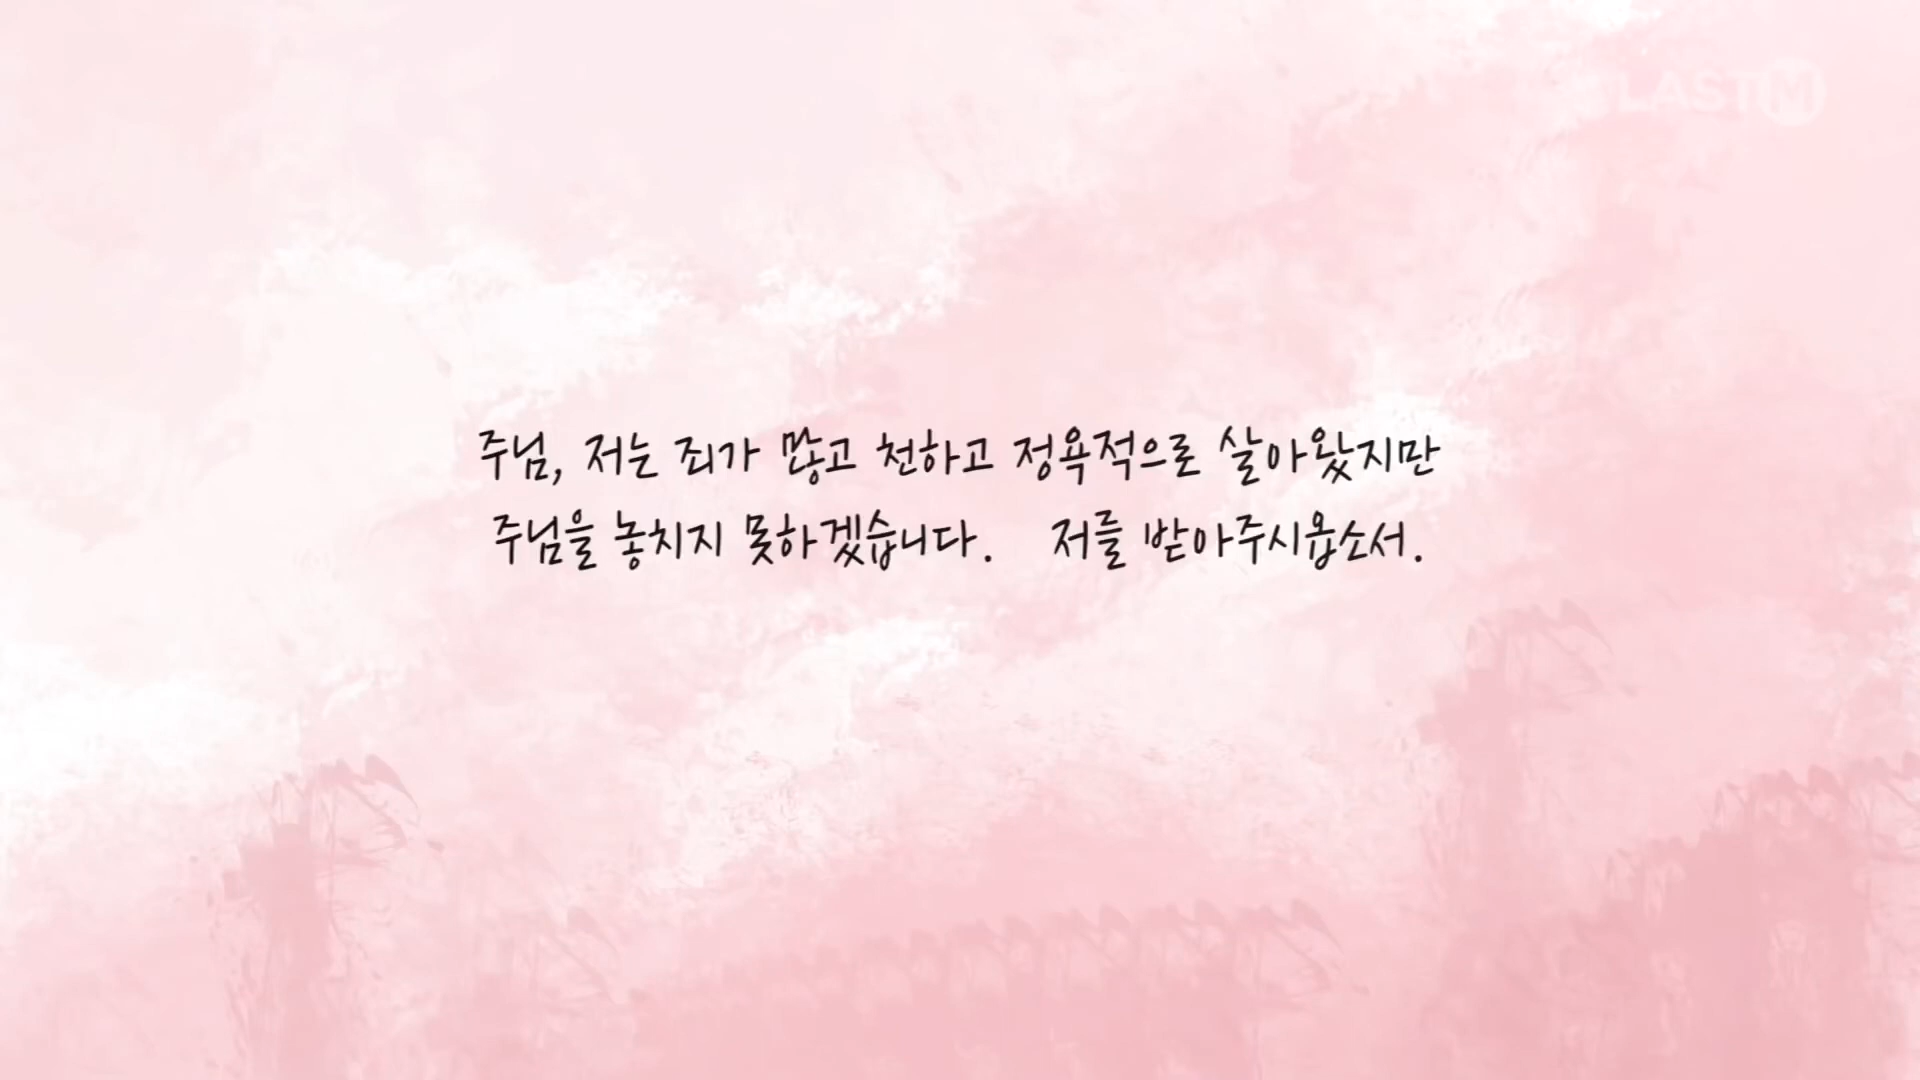 LAST M
주님, 저는 죄가 많고 천하고 정욕적으로 살아왔지만
주님을 놓치지 못하겠습니다. 저를 받아주시옵소서.